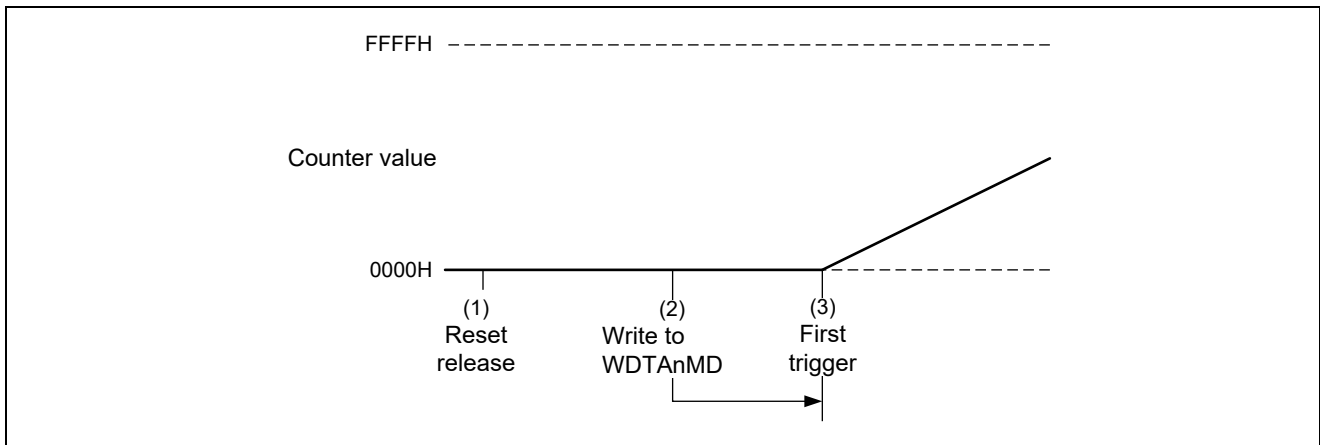 FFFFH
Counter value
0000H
(1)
Reset
release
(2)
Write to
WDTAnMD
(3)
First
trigger